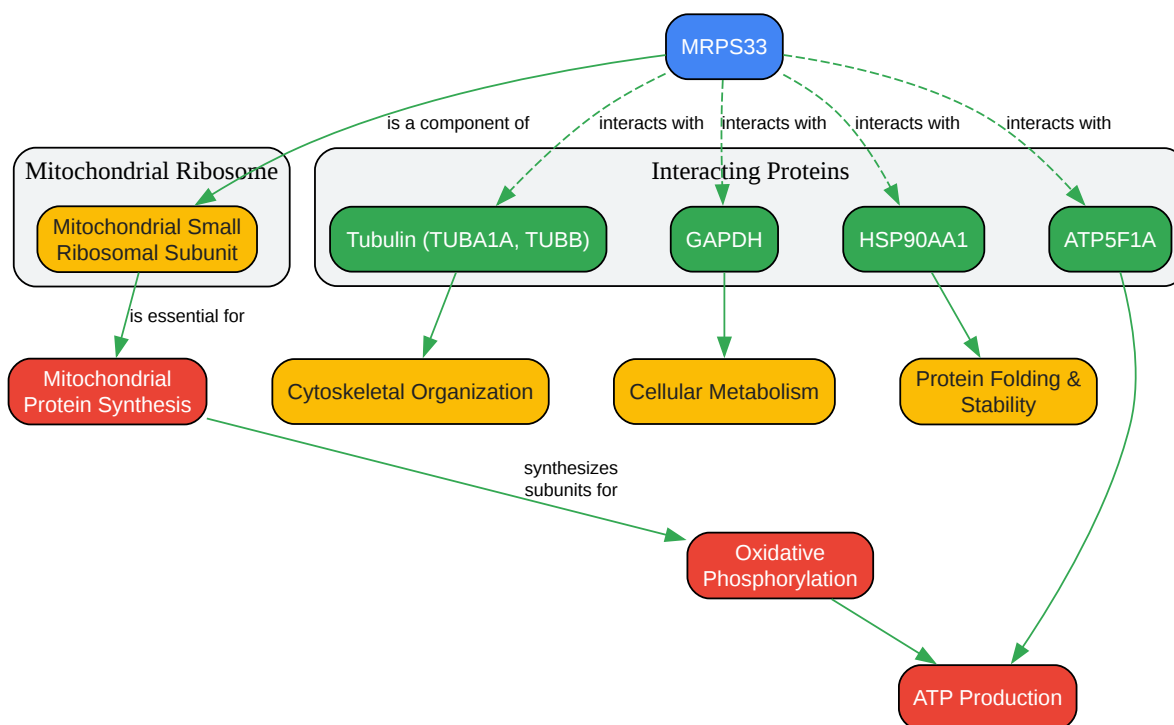 MRPS33
is a component of
interacts with
interacts with
interacts with
interacts with
Mitochondrial Ribosome
Interacting Proteins
Mitochondrial Small
Ribosomal Subunit
Tubulin (TUBA1A, TUBB)
GAPDH
HSP90AA1
ATP5F1A
is essential for
Mitochondrial
Protein Synthesis
Cytoskeletal Organization
Cellular Metabolism
Protein Folding &
Stability
synthesizes
subunits for
Oxidative
Phosphorylation
ATP Production